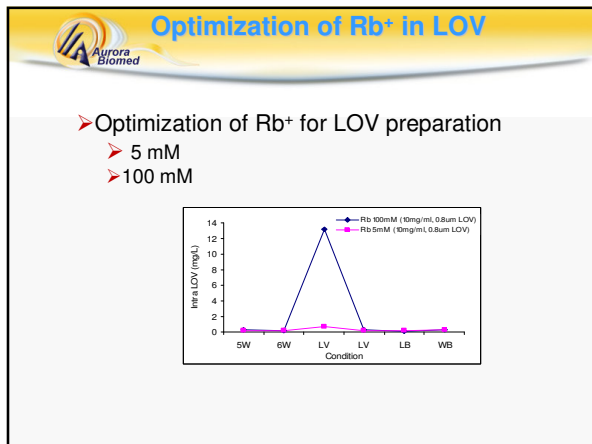 Optimization of Rb⁺ in LOV
Aurora
Biomed
➢Optimization of Rb⁺ for LOV preparation
➢ 5 mM
➢100 mM
Rb 100mM (10mg/ml, 0.8um LOV)
Rb 5mM (10mg/ml, 0.8um LOV)
Intra LOV (mg/L)
14
12
10
8
6
4
2
0
5W 6W LV LV LB WB
Condition